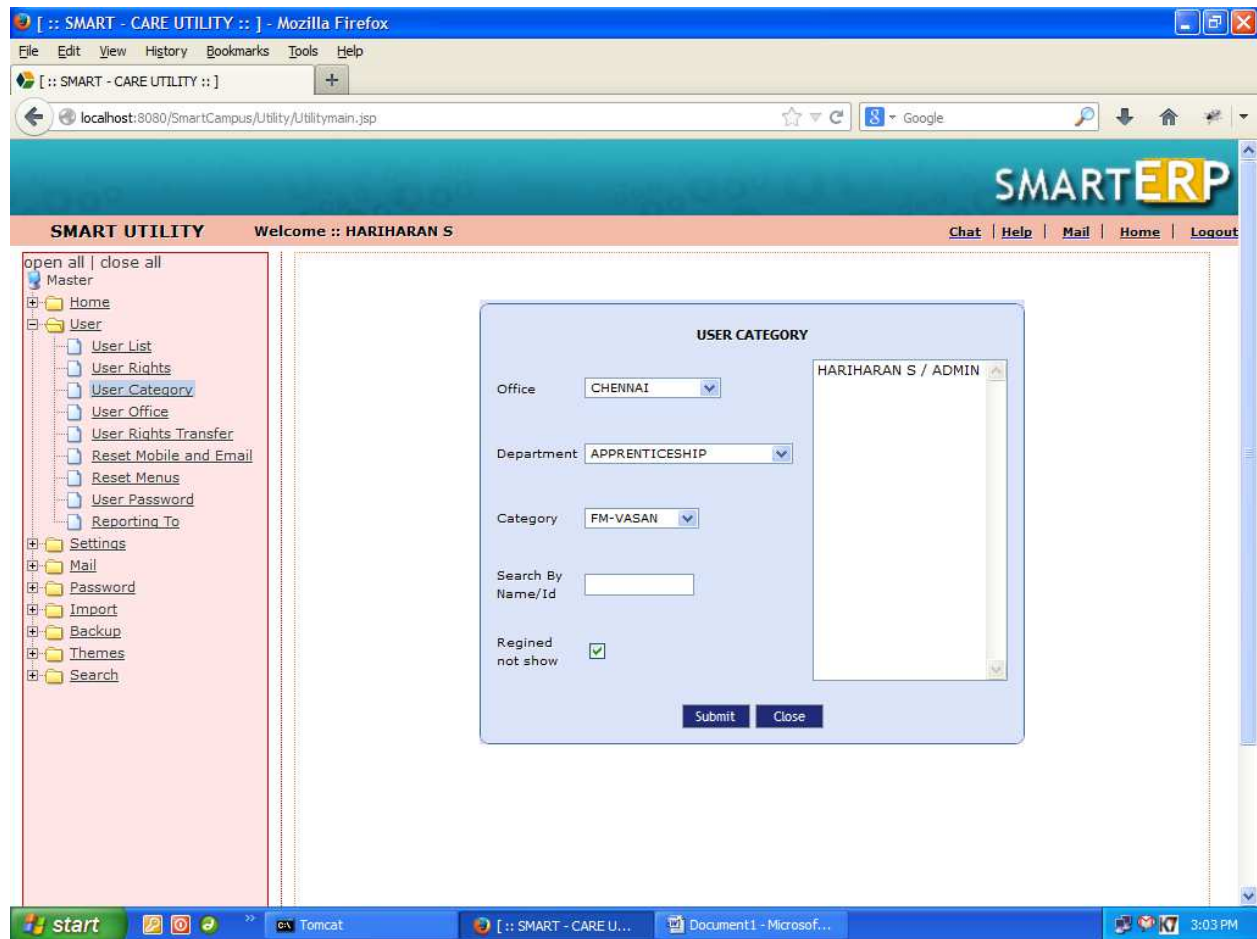 [ :: SMART - CARE UTILITY :: ] - Mozilla Firefox
File Edit View History Bookmarks Tools Help
[ :: SMART - CARE UTILITY :: ]
localhost:8080/SmartCampus/Utility/Utilitymain.jsp
Google
SMARTERP
SMART UTILITY Welcome :: HARIHARAN S Chat | Help | Mail | Home | Logout
open all | close all
Master
Home
User
User List
User Rights
User Category
User Office
User Rights Transfer
Reset Mobile and Email
Reset Menus
User Password
Reporting To
Settings
Mail
Password
Import
Backup
Themes
Search
USER CATEGORY
Office CHENNAI
Department APPRENTICESHIP
Category FM-VASAN
Search By
Name/Id
Regined
not show
HARIHARAN S / ADMIN
Submit Close
start Tomcat [ :: SMART - CARE U... Document1 - Microsof... 3:03 PM